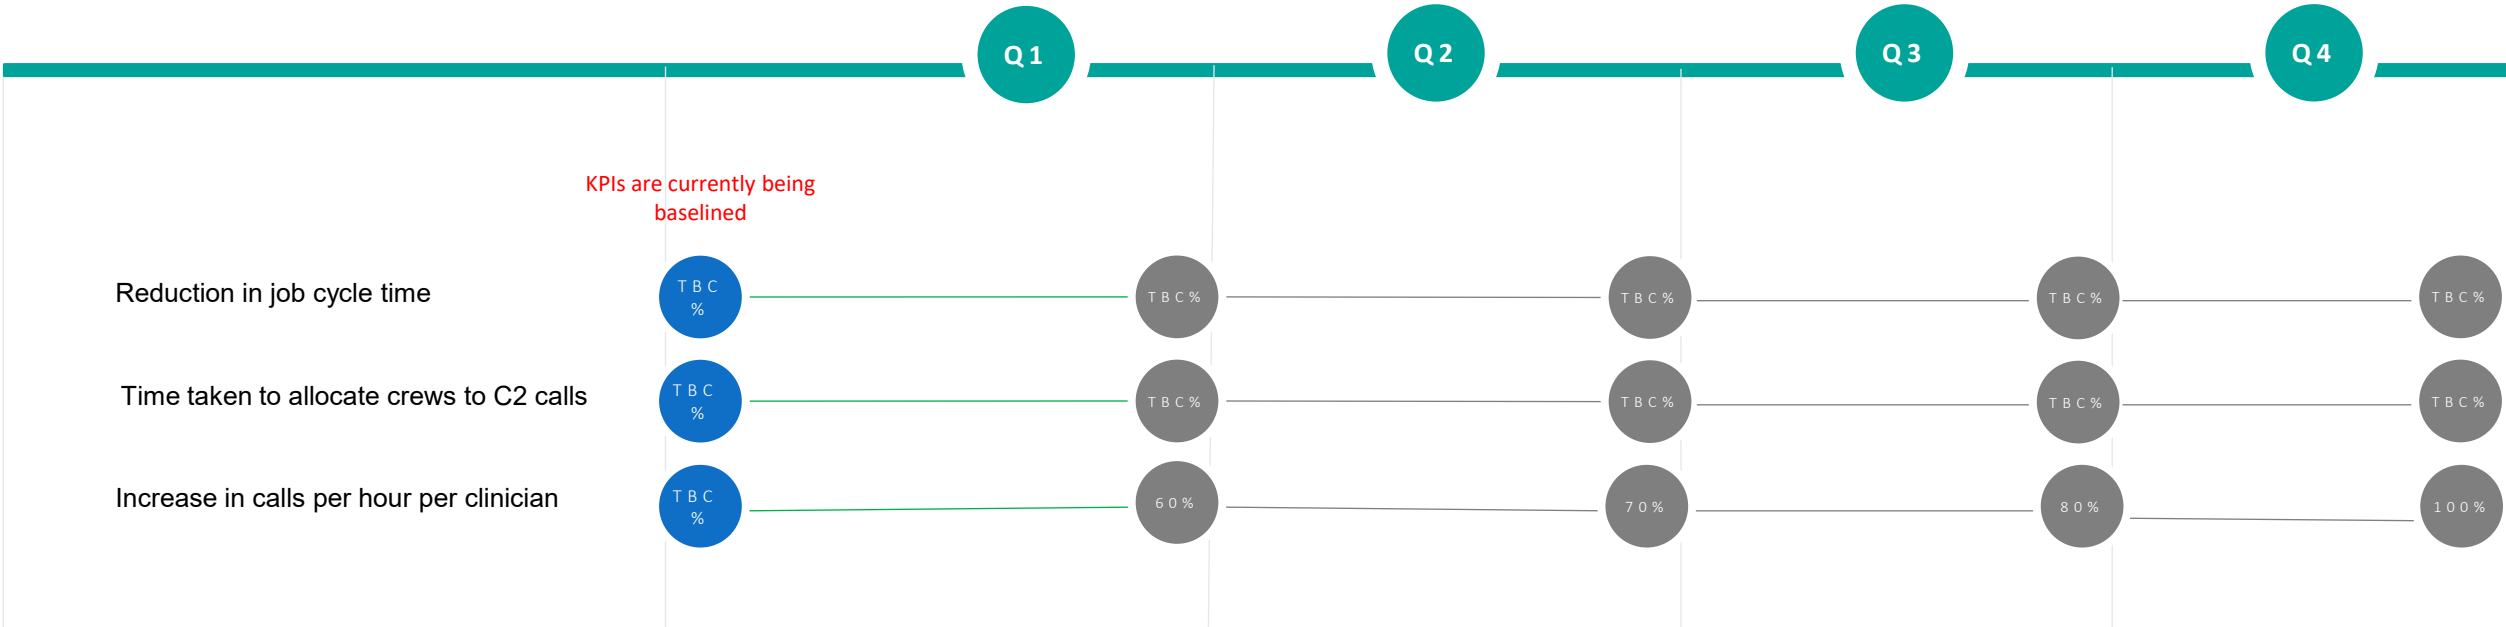 Q1
Q2
Q3
Q4
KPIs are currently being
baselined
Reduction in job cycle time
TBC
%
TBC%
TBC%
TBC%
TBC%
Time taken to allocate crews to C2 calls
TBC
%
TBC%
TBC%
TBC%
TBC%
Increase in calls per hour per clinician
TBC
%
60%
70%
80%
100%